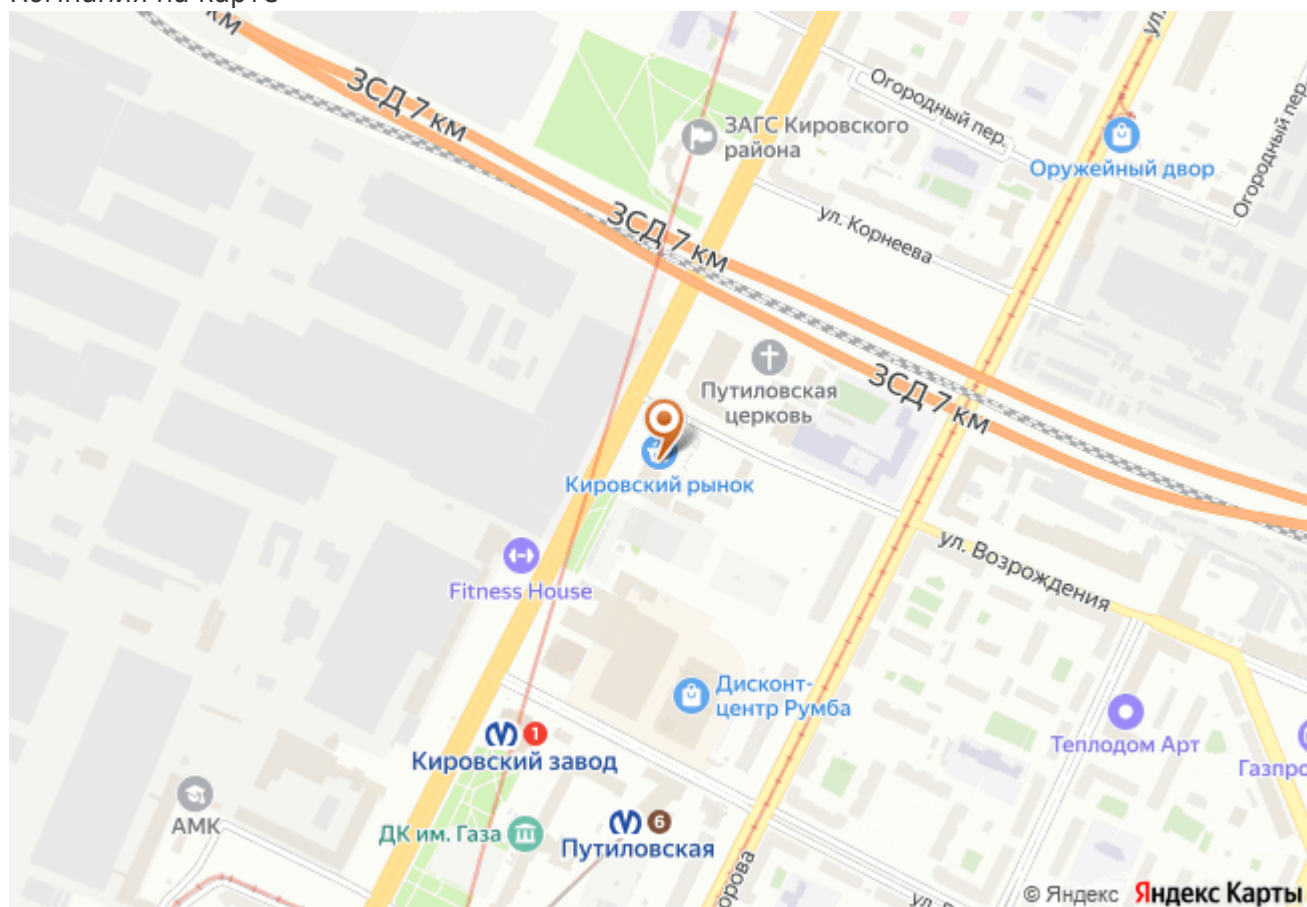 ЗСД 7 км
ЗАГС Кировского
района
Огородный пер.
Оружейный двор
Огородный пер.
ул. Корнеева
ЗСД 7 км
Путиловская
церковь
ЗСД 7 км
Кировский рынок
ул. Возрождения
Fitness House
Дисконт-
центр Румба
Теплодом Арт
1
Кировский завод
АМК
ДК им. Газа
6
Путиловская
© Яндекс Яндекс Карты